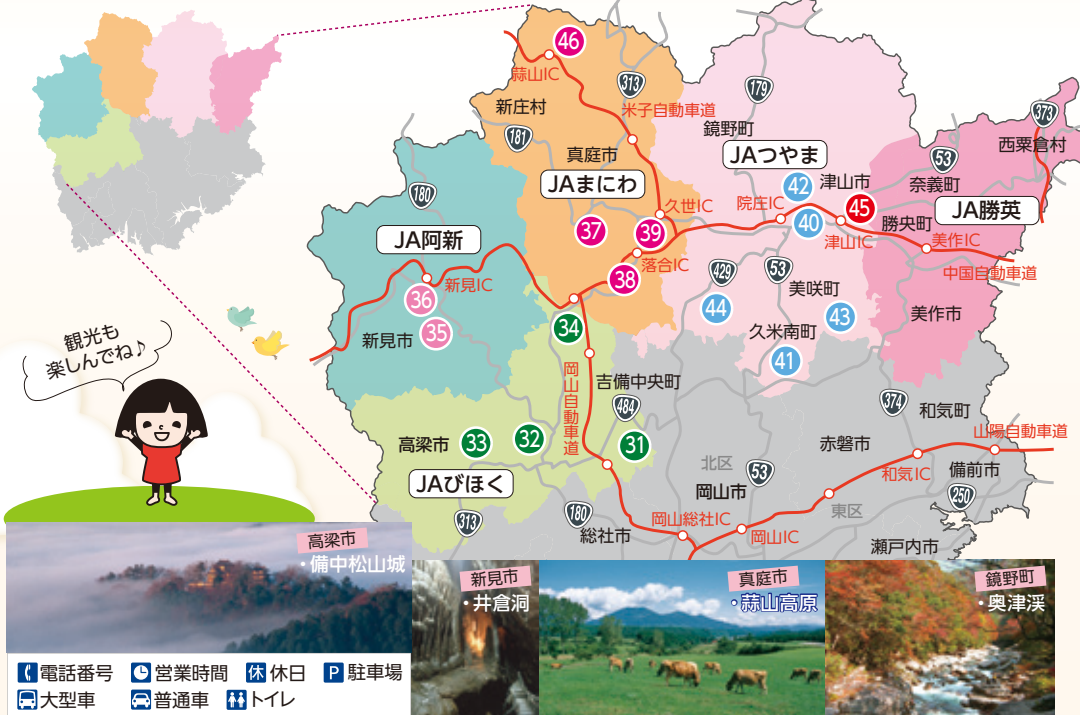 46
蒜山IC
313
179
373
米子自動車道
新庄村
181
鏡野町
西粟倉村
真庭市
JAつやま
53
180
JAまにわ
42
津山市
奈義町
久世IC
院庄IC
45
JA勝英
37
39
40
勝央町
JA阿新
津山IC
美作IC
落合IC
中国自動車道
38
429
53
新見IC
36
美咲町
44
43
美作市
観光も
楽しんでね♪
新見市
35
34
久米南町
41
岡山自動車道
吉備中央町
484
374
和気町
高梁市
33
32
31
赤磐市
山陽自動車道
北区
53
和気IC
備前市
JAびほく
岡山市
250
313
180
岡山総社IC
東区
総社市
岡山IC
瀬戸内市
高梁市
・備中松山城
新見市
・井倉洞
真庭市
・蒜山高原
鏡野町
・奥津渓
電話番号 営業時間 休 休日 P 駐車場
大型車 普通車 トイレ